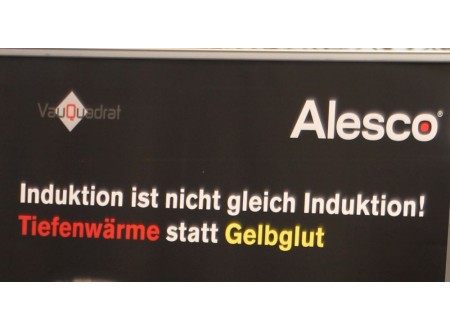 VauQuadrat
Alesco®
Induktion ist nicht gleich Induktion!
Tiefenwärme statt Gelbglut